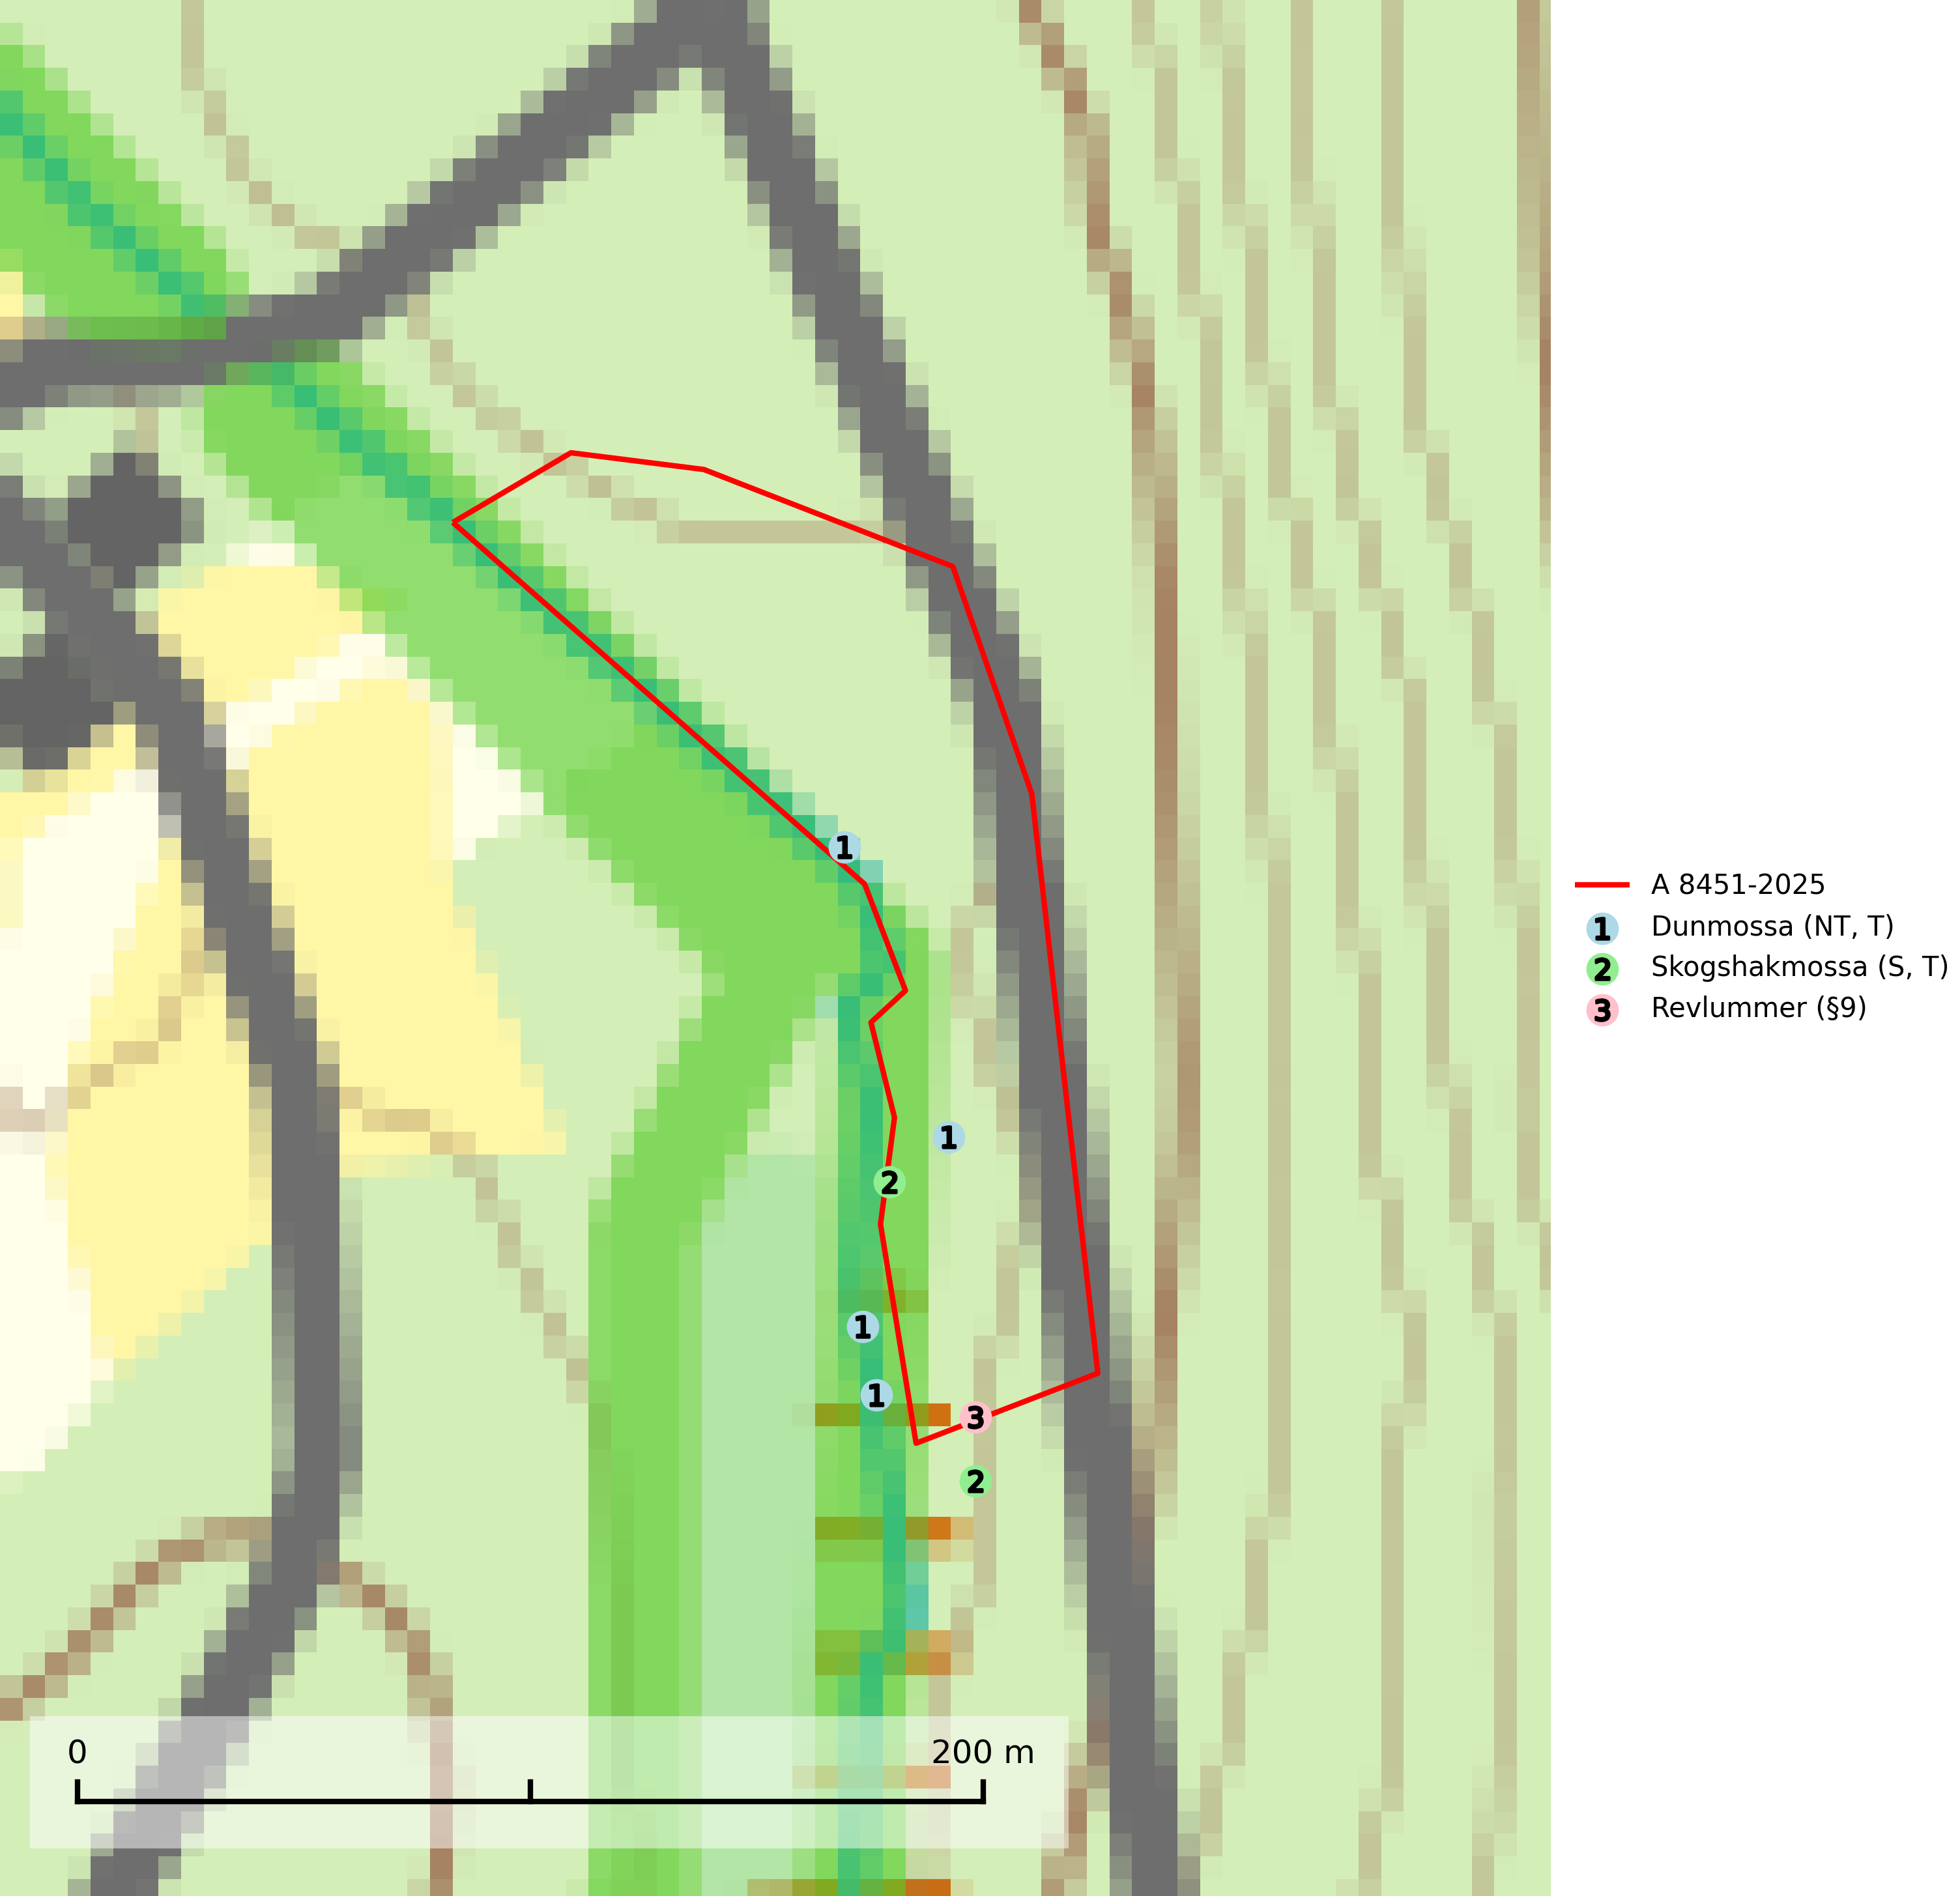 1
1
2
1
1
3
2
0 200 m
A 8451-2025
1 Dunmossa (NT, T)
2 Skogshakmossa (S, T)
3 Revlummer (§9)